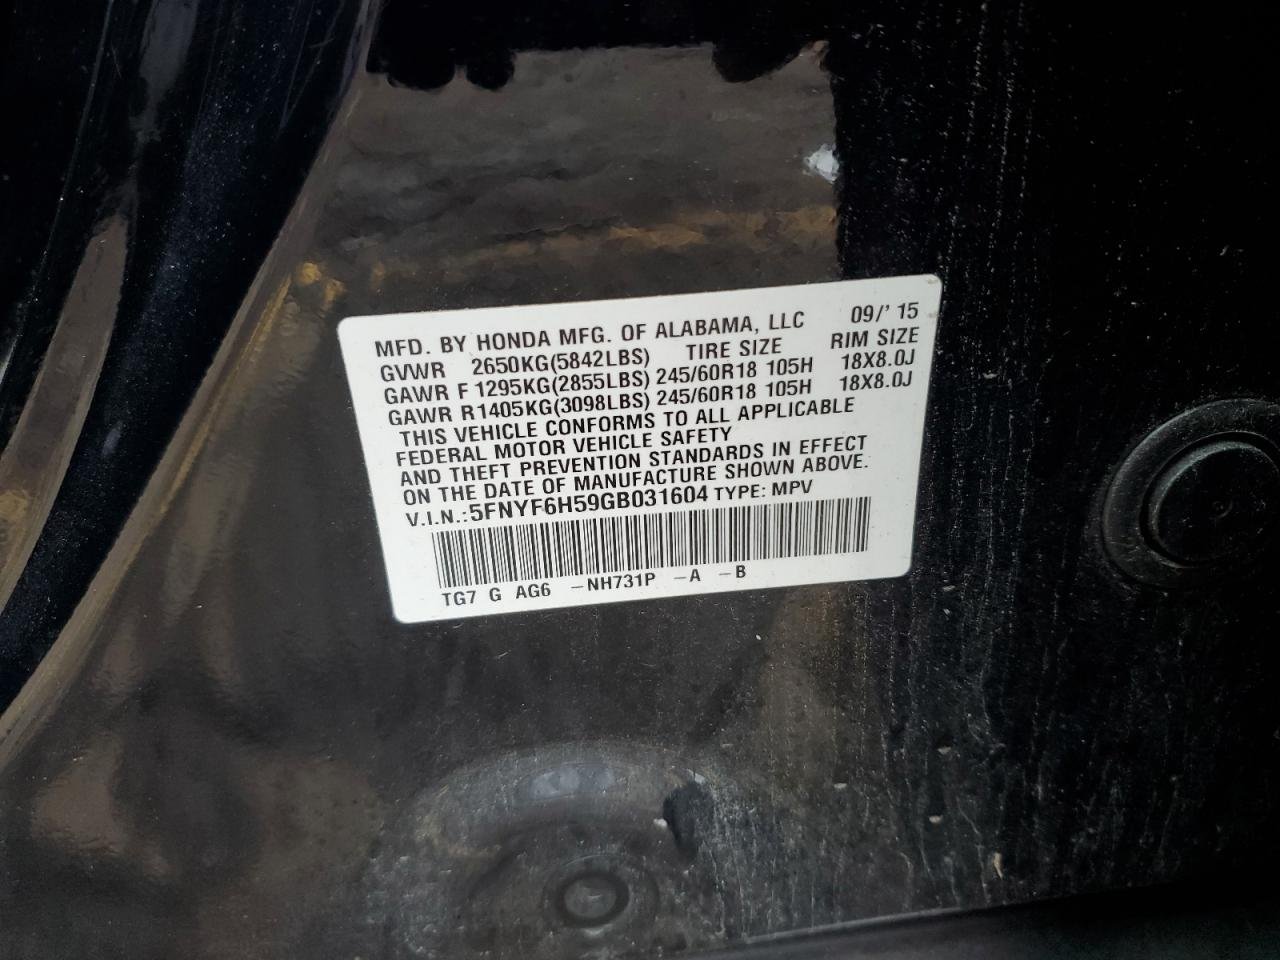 MFD. BY HONDA MFG. OF ALABAMA, LLC 09/'15
GVWR 2650KG(5842LBS) TIRE SIZE RIM SIZE
GAWR F 1295KG(2855LBS) 245/60R18 105H 18X8.0J
GAWR R1405KG(3098LBS) 245/60R18 105H 18X8.0J
THIS VEHICLE CONFORMS TO ALL APPLICABLE
FEDERAL MOTOR VEHICLE SAFETY
AND THEFT PREVENTION STANDARDS IN EFFECT
ON THE DATE OF MANUFACTURE SHOWN ABOVE.
V.I.N.:5FNYF6H59GB031604 TYPE: MPV
TG7 G AG6 -NH731P -A -B